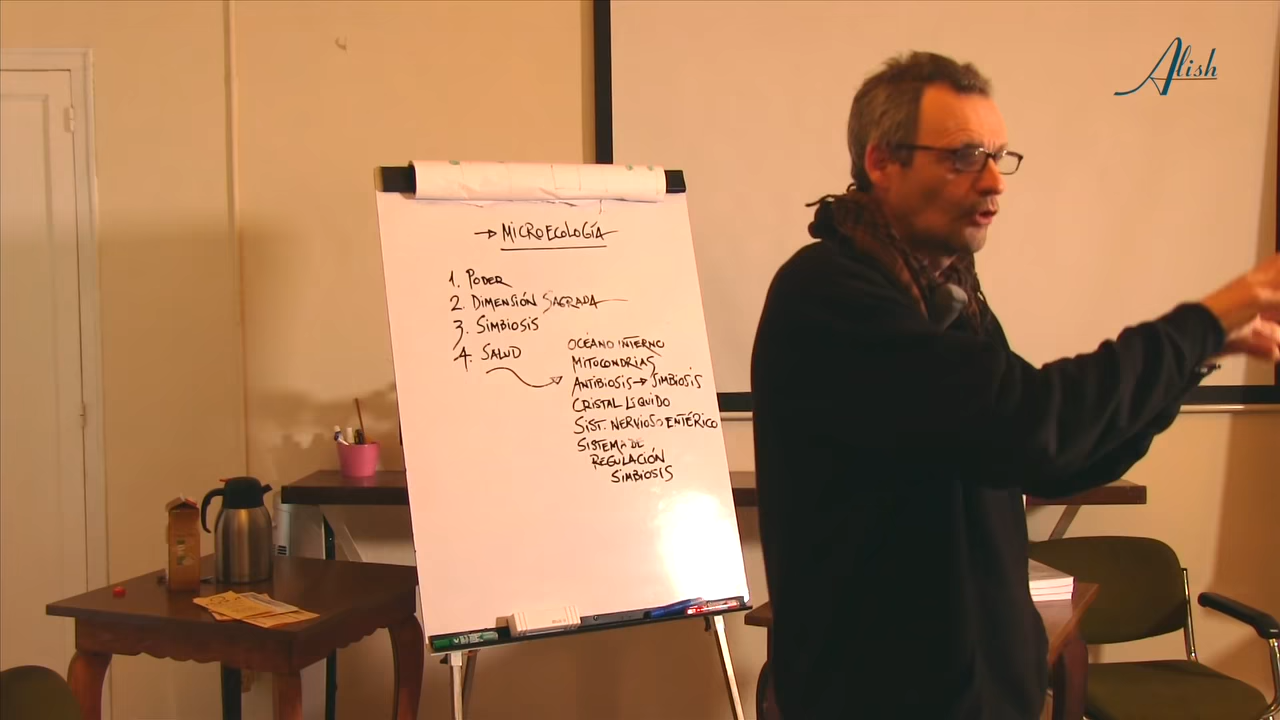 Alish
→ MICROECOLOGÍA
1. PODER
2. DIMENSIÓN SAGRADA
3. SIMBIOSIS
4. SALUD
OCÉANO INTERNO
MITOCONDRIAS
ANTIBIOSIS → SIMBIOSIS
CRISTAL LÍQUIDO
SIST. NERVIOSO ENTÉRICO
SISTEMA DE
REGULACIÓN
SIMBIOSIS